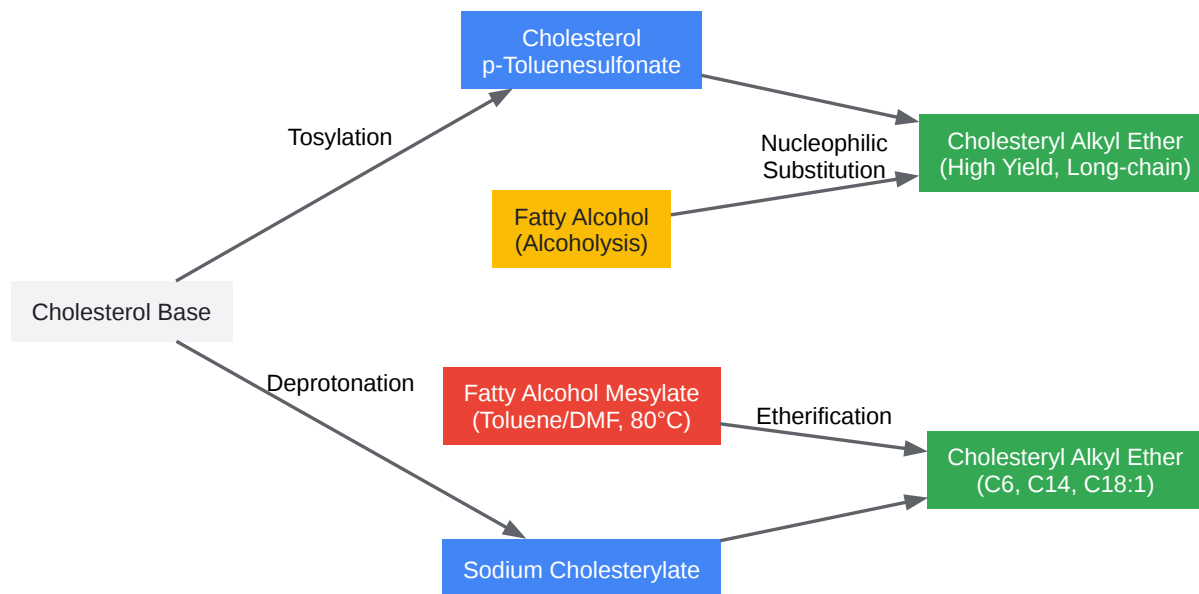 Cholesterol
p-Toluenesulfonate
Tosylation
Nucleophilic
Substitution
Cholesteryl Alkyl Ether
(High Yield, Long-chain)
Fatty Alcohol
(Alcoholysis)
Cholesterol Base
Deprotonation
Fatty Alcohol Mesylate
(Toluene/DMF, 80°C)
Etherification
Cholesteryl Alkyl Ether
(C6, C14, C18:1)
Sodium Cholesterylate